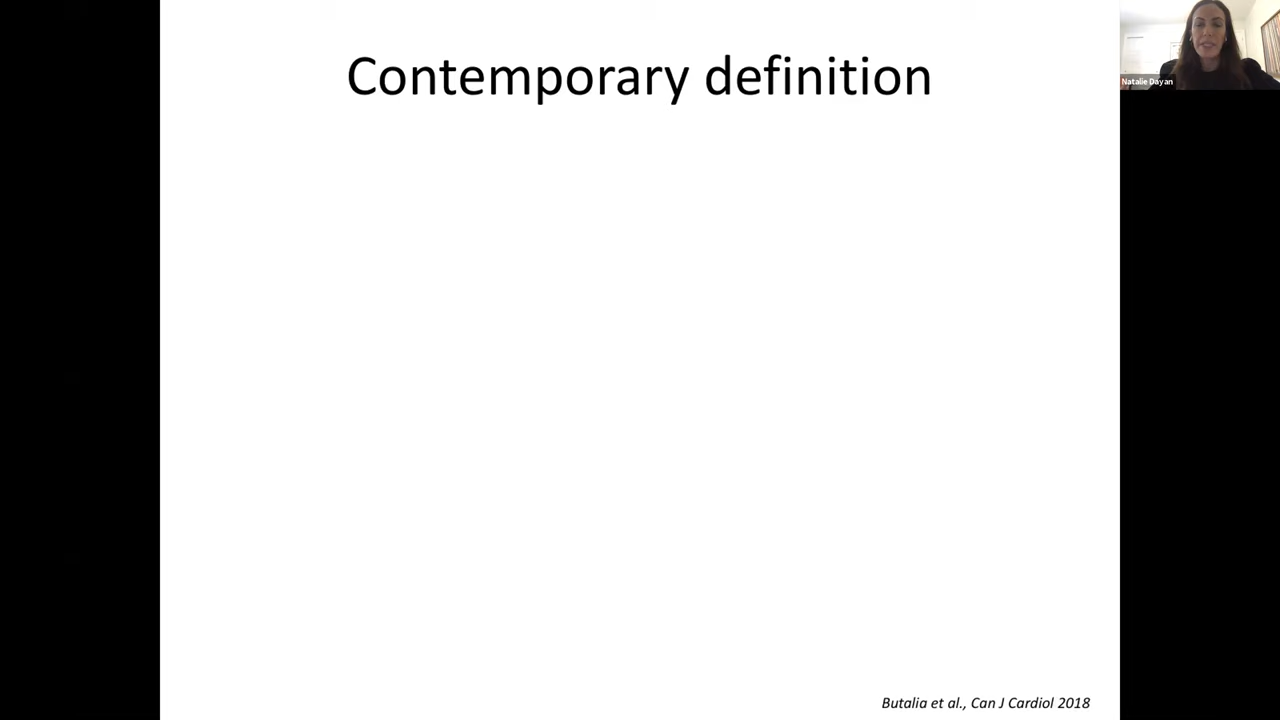 Contemporary definition
Natalie Dayan
Butalia et al., Can J Cardiol 2018